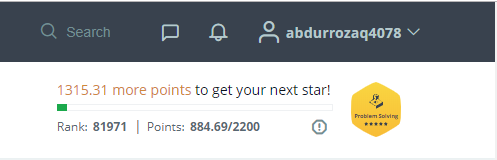 Search
abdurrozaq4078
1315.31 more points to get your next star!
Rank: 81971 | Points: 884.69/2200
Problem Solving